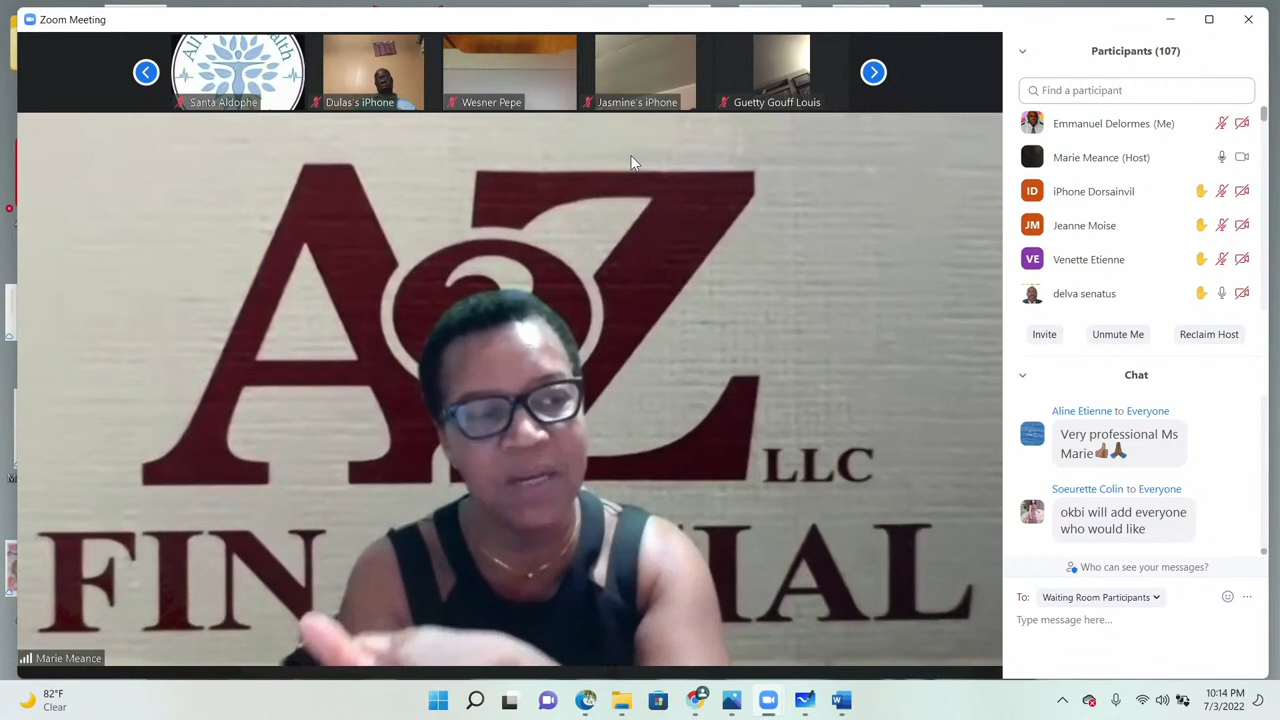 Zoom Meeting
Santa Aldophe
Dulas's iPhone
Wesner Pepe
Jasmine's iPhone
Guetty Gouff Louis
AZ
LLC
FIN IAL
Marie Meance
Participants (107)
Find a participant
Emmanuel Delormes (Me)
Marie Meance (Host)
ID iPhone Dorsainvil
JM Jeanne Moise
VE Venette Etienne
delva senatus
Invite Unmute Me Reclaim Host
Chat
Aline Etienne to Everyone
Very professional Ms
Marie👍🏾🙏🏾
Soeurette Colin to Everyone
okbi will add everyone
who would like
Who can see your messages?
To: Waiting Room Participants
Type message here...
82°F
Clear
10:14 PM
7/3/2022